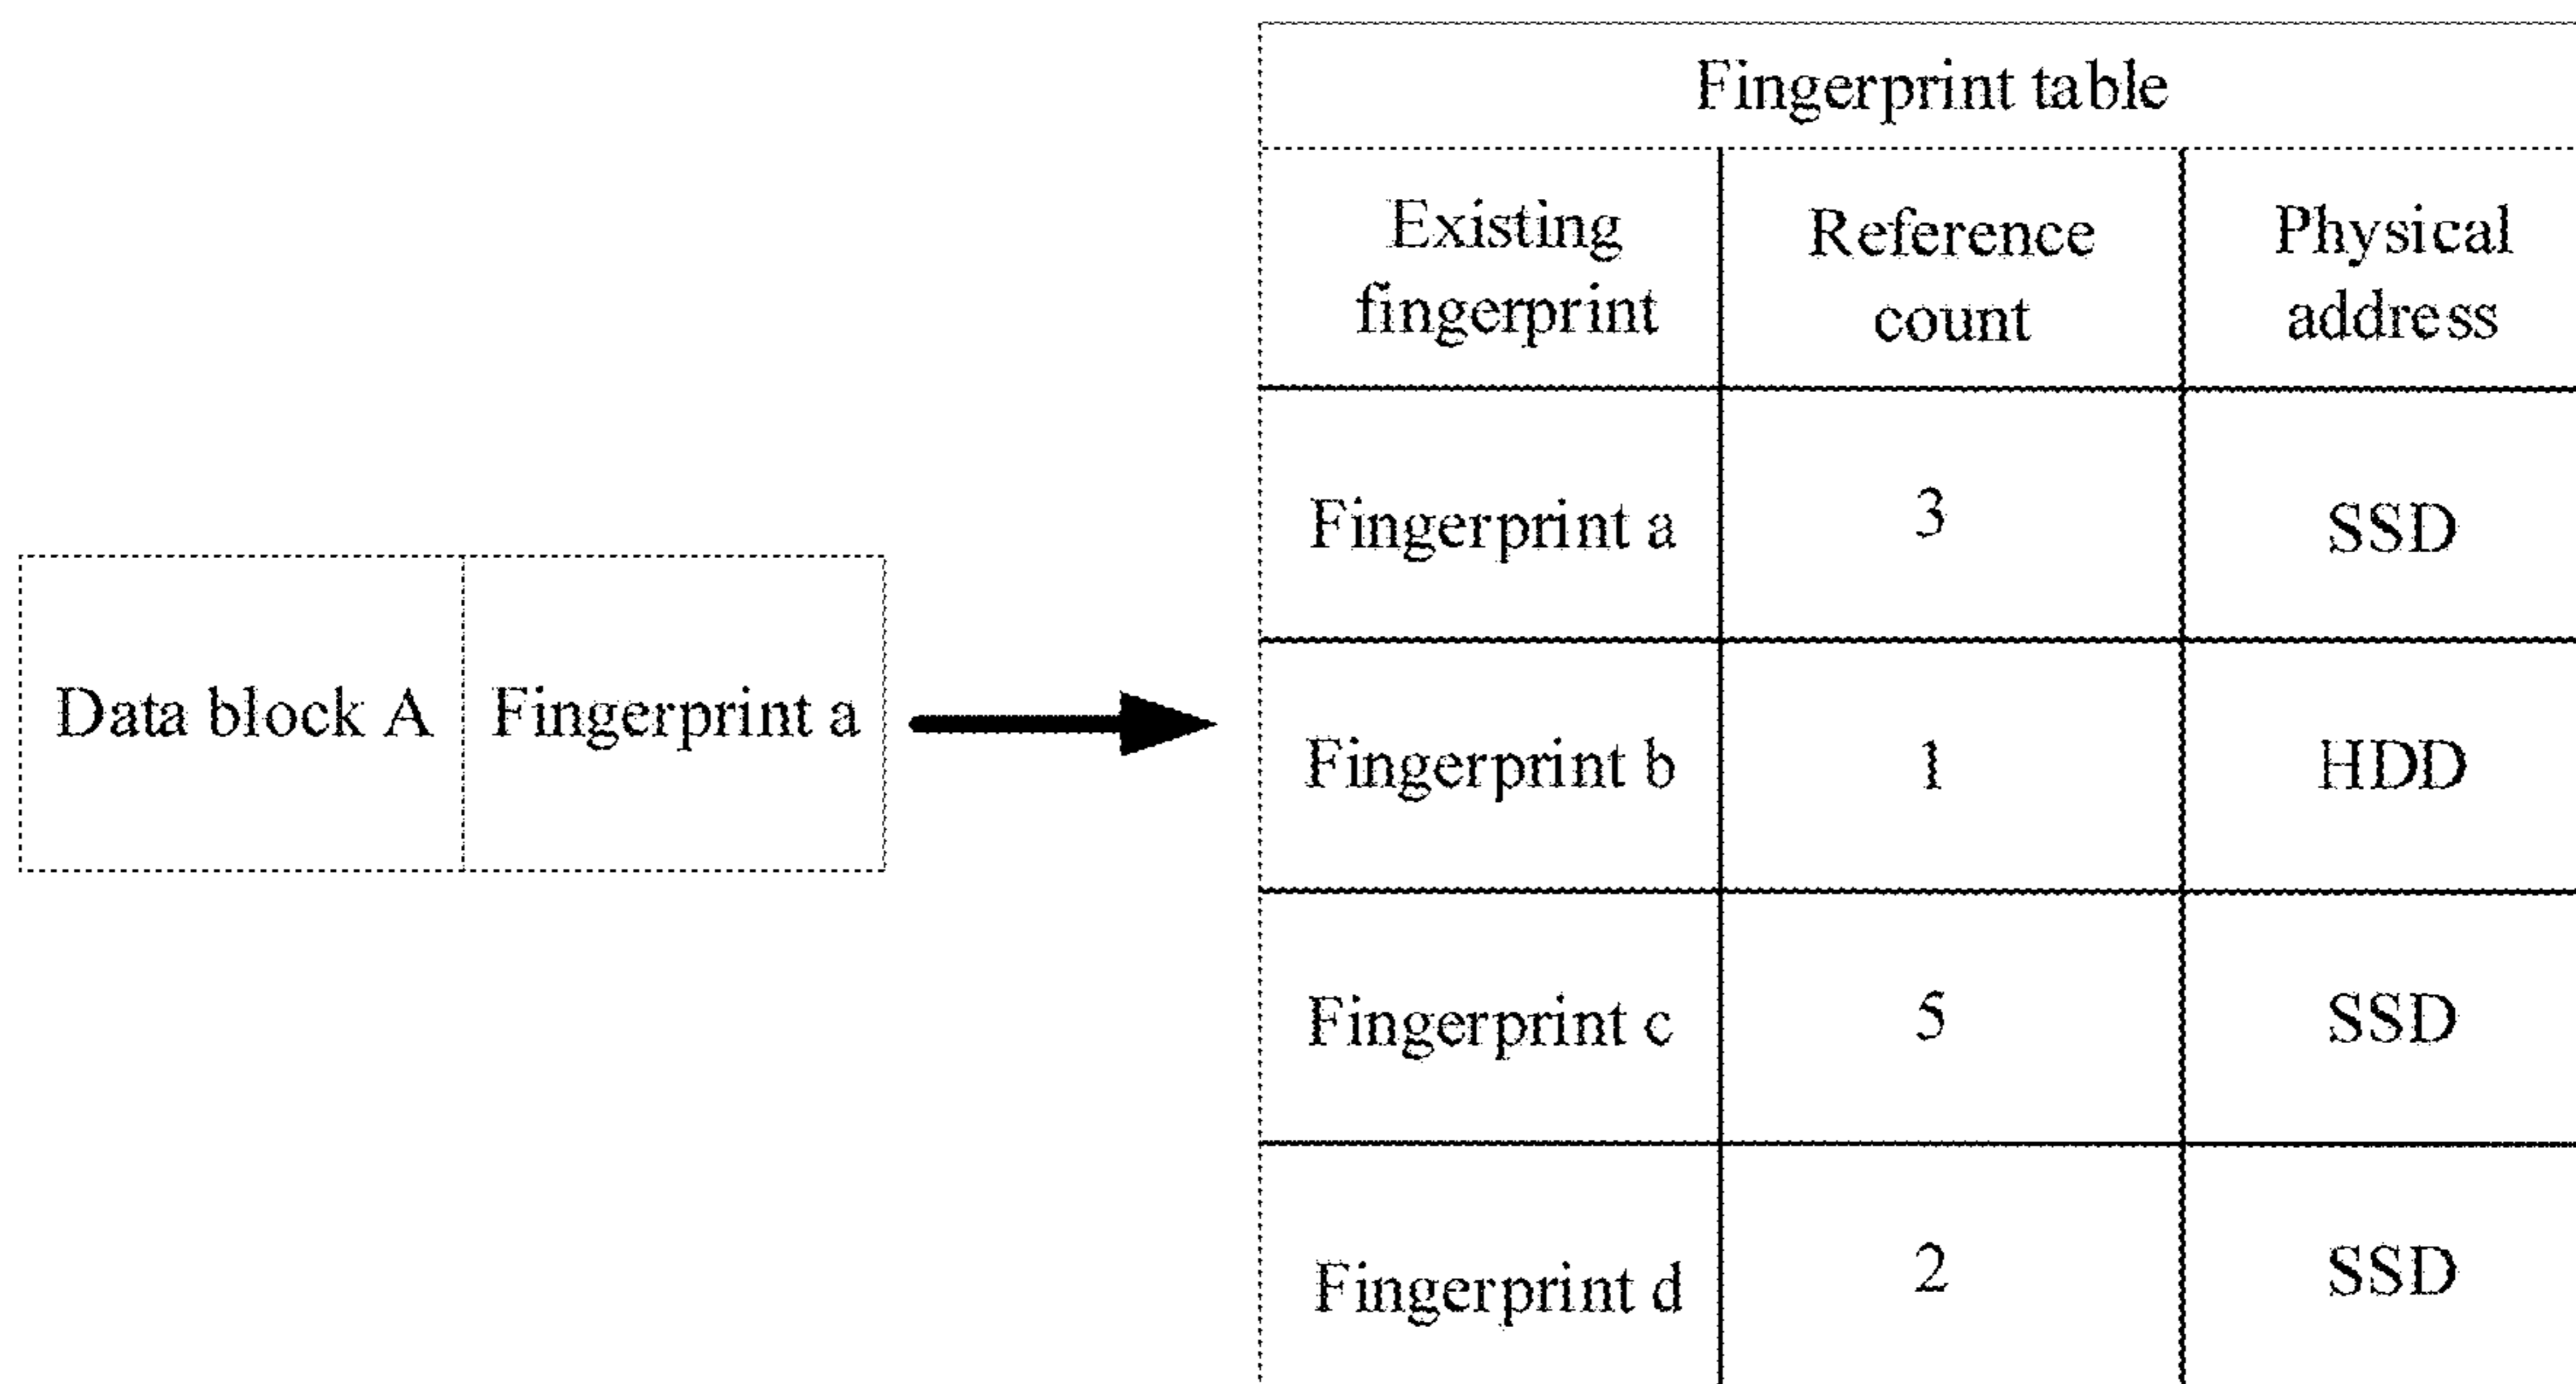 Fingerprint table
Existing
fingerprint
Reference
count
Physical
address
Fingerprint a
3
SSD
Data block A
Fingerprint a
Fingerprint b
1
HDD
Fingerprint c
5
SSD
Fingerprint d
2
SSD